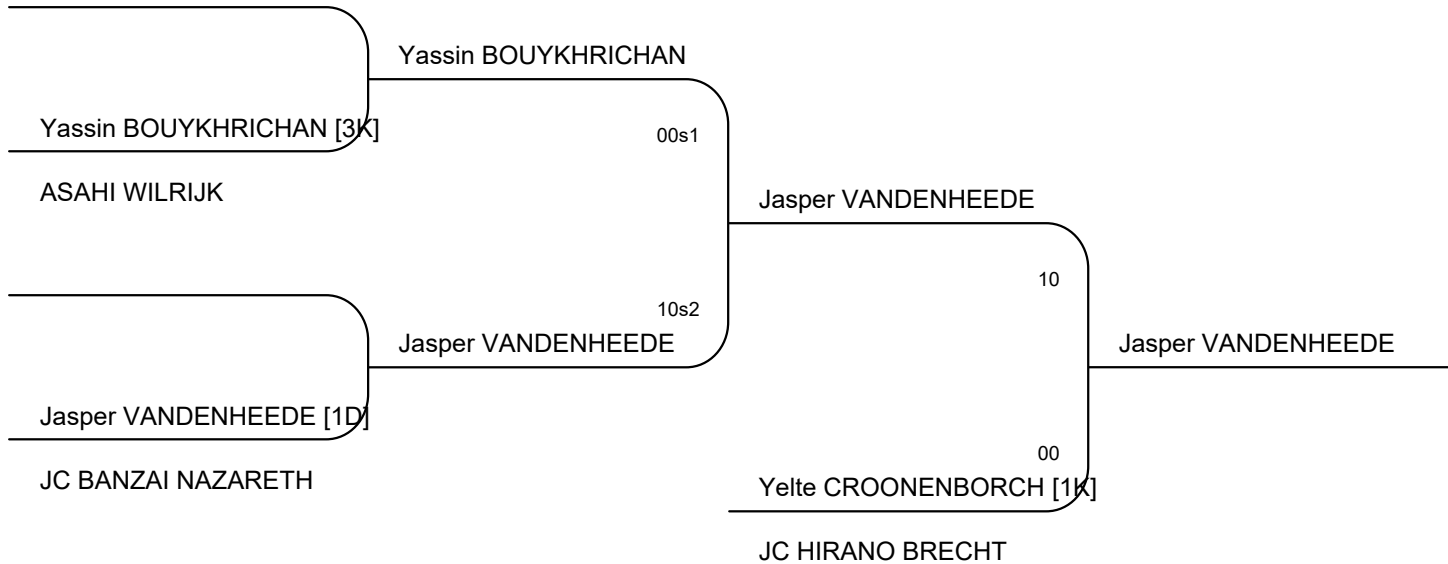 Yassin BOUYKHRICHAN
Yassin BOUYKHRICHAN [3K]
00s1
ASAHI WILRIJK
Jasper VANDENHEEDE
10
10s2
Jasper VANDENHEEDE
Jasper VANDENHEEDE
Jasper VANDENHEEDE [1D]
00
JC BANZAI NAZARETH
Yelte CROONENBORCH [1K]
JC HIRANO BRECHT